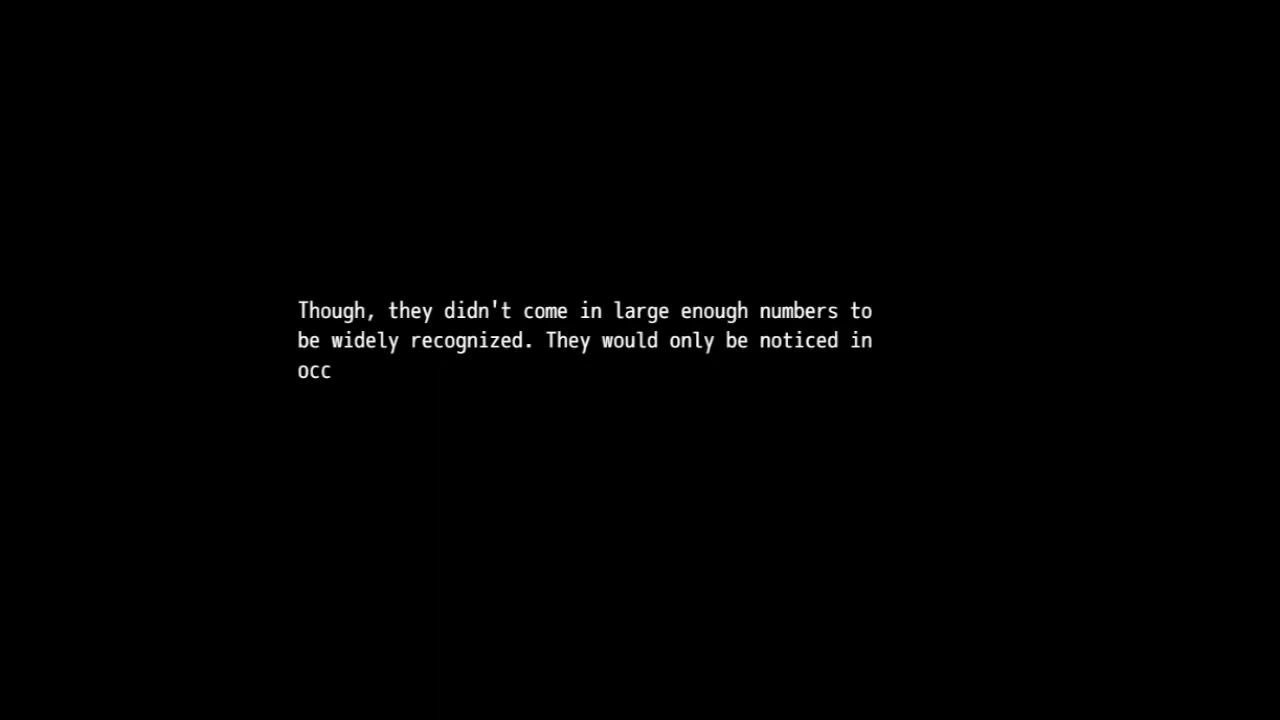 Though, they didn't come in large enough numbers to
be widely recognized. They would only be noticed in
occ